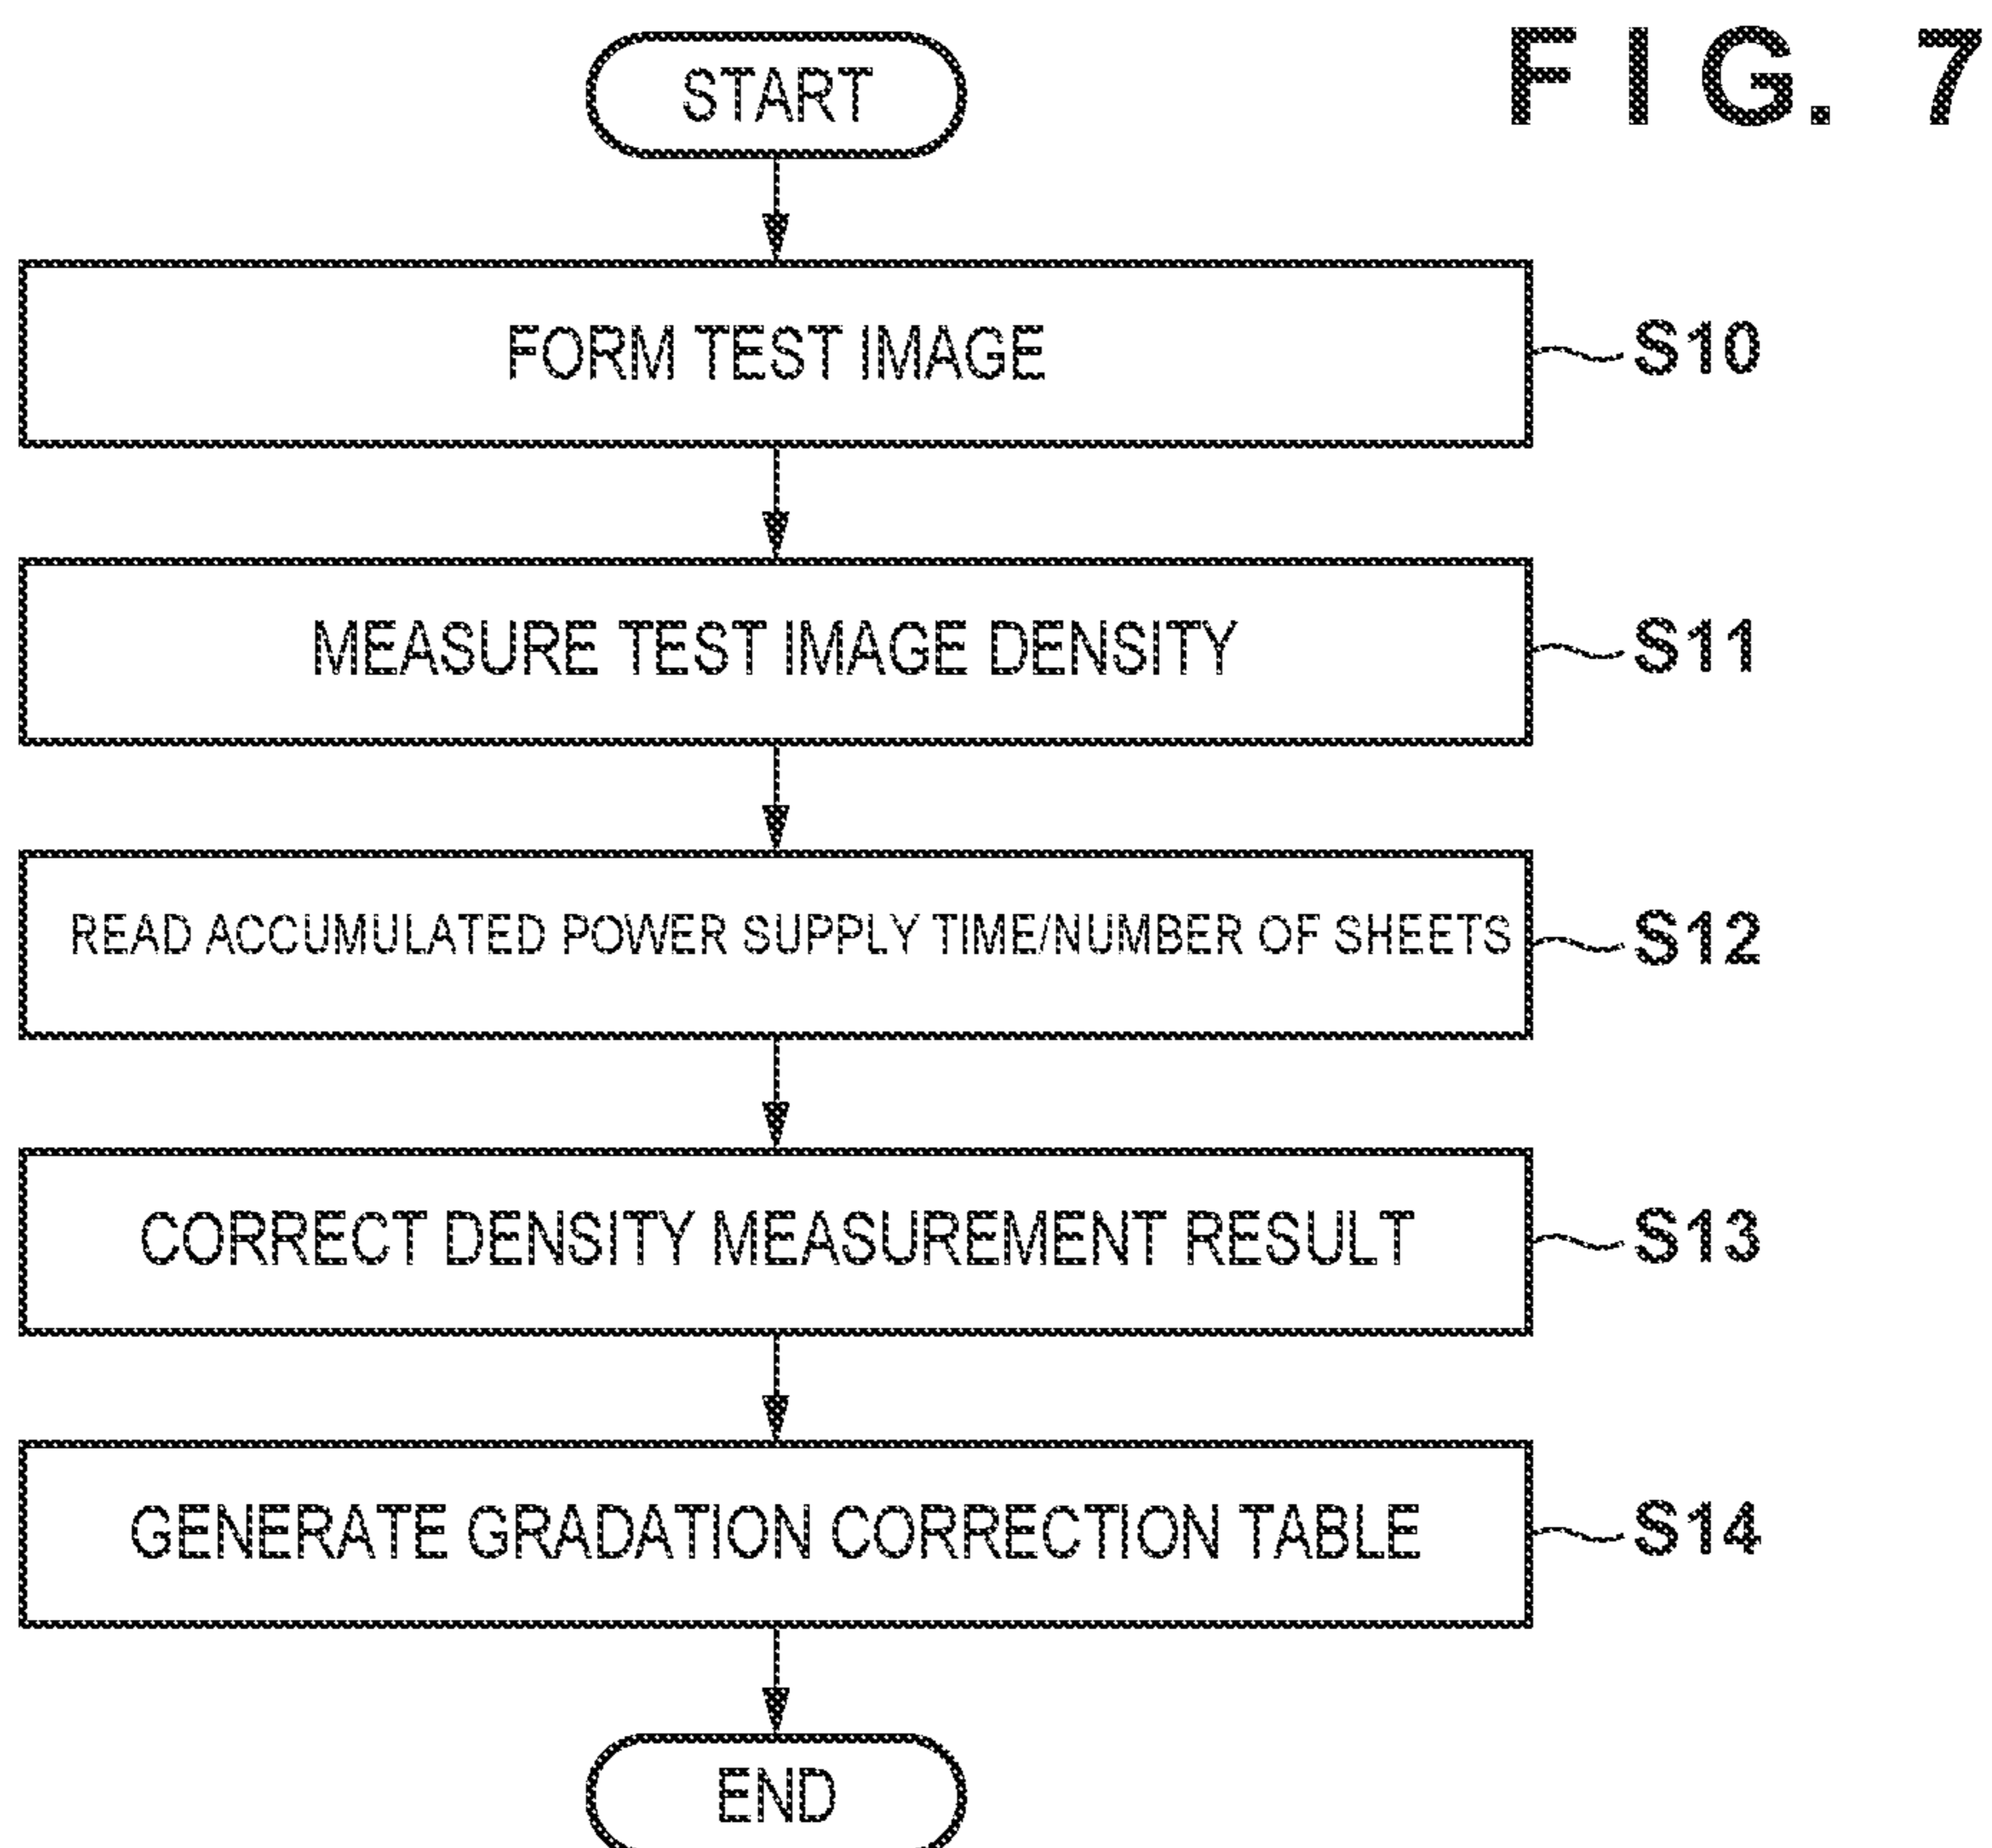 FIG. 7
START
FORM TEST IMAGE
S10
MEASURE TEST IMAGE DENSITY
S11
READ ACCUMULATED POWER SUPPLY TIME/NUMBER OF SHEETS
S12
CORRECT DENSITY MEASUREMENT RESULT
S13
GENERATE GRADATION CORRECTION TABLE
S14
END